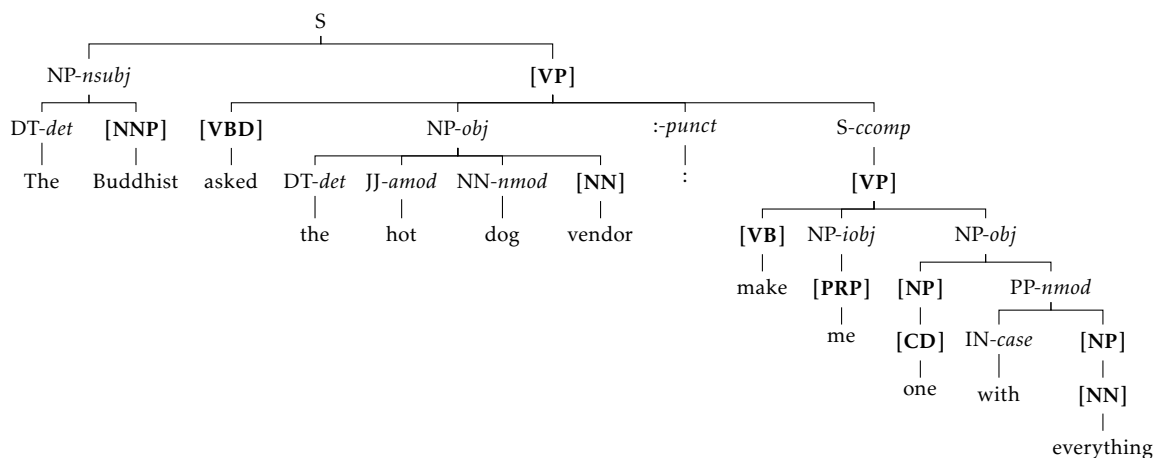 S
NP-nsubj [VP]
DT-det [NNP] [VBD] NP-obj :-punct S-ccomp
The Buddhist asked DT-det JJ-amod NN-nmod [NN] : [VP]
the hot dog vendor [VB] NP-iobj NP-obj
make [PRP] [NP] PP-nmod
me [CD] IN-case [NP]
one with [NN]
everything